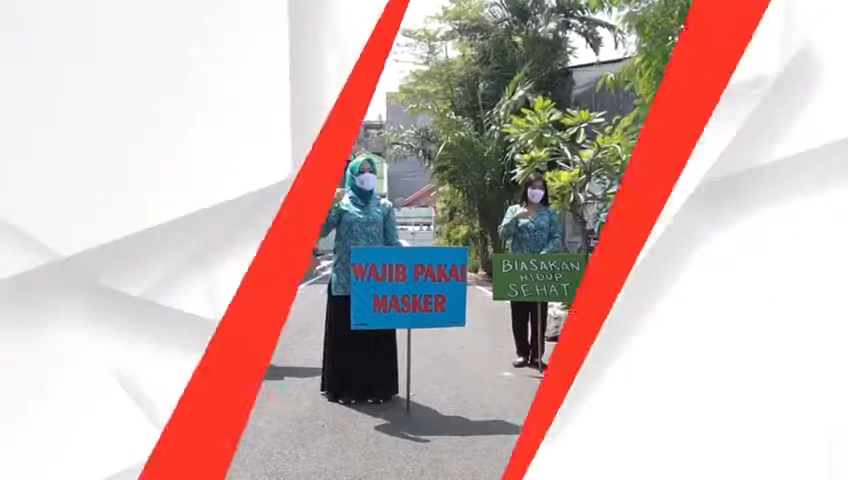 WAJIB PAKAI
MASKER
BIASAKAN
HIDUP
SEHAT